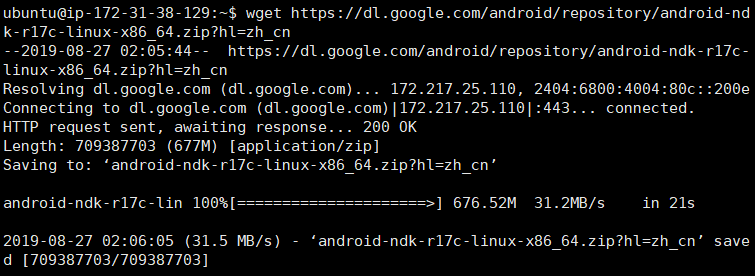 ubuntu@ip-172-31-38-129:~$ wget https://dl.google.com/android/repository/android-nd
k-r17c-linux-x86_64.zip?hl=zh_cn
--2019-08-27 02:05:44--  https://dl.google.com/android/repository/android-ndk-r17c-
linux-x86_64.zip?hl=zh_cn
Resolving dl.google.com (dl.google.com)... 172.217.25.110, 2404:6800:4004:80c::200e
Connecting to dl.google.com (dl.google.com)|172.217.25.110|:443... connected.
HTTP request sent, awaiting response... 200 OK
Length: 709387703 (677M) [application/zip]
Saving to: ‘android-ndk-r17c-linux-x86_64.zip?hl=zh_cn’
android-ndk-r17c-lin 100%[=====================>] 676.52M  31.2MB/s    in 21s
2019-08-27 02:06:05 (31.5 MB/s) - ‘android-ndk-r17c-linux-x86_64.zip?hl=zh_cn’ save
d [709387703/709387703]